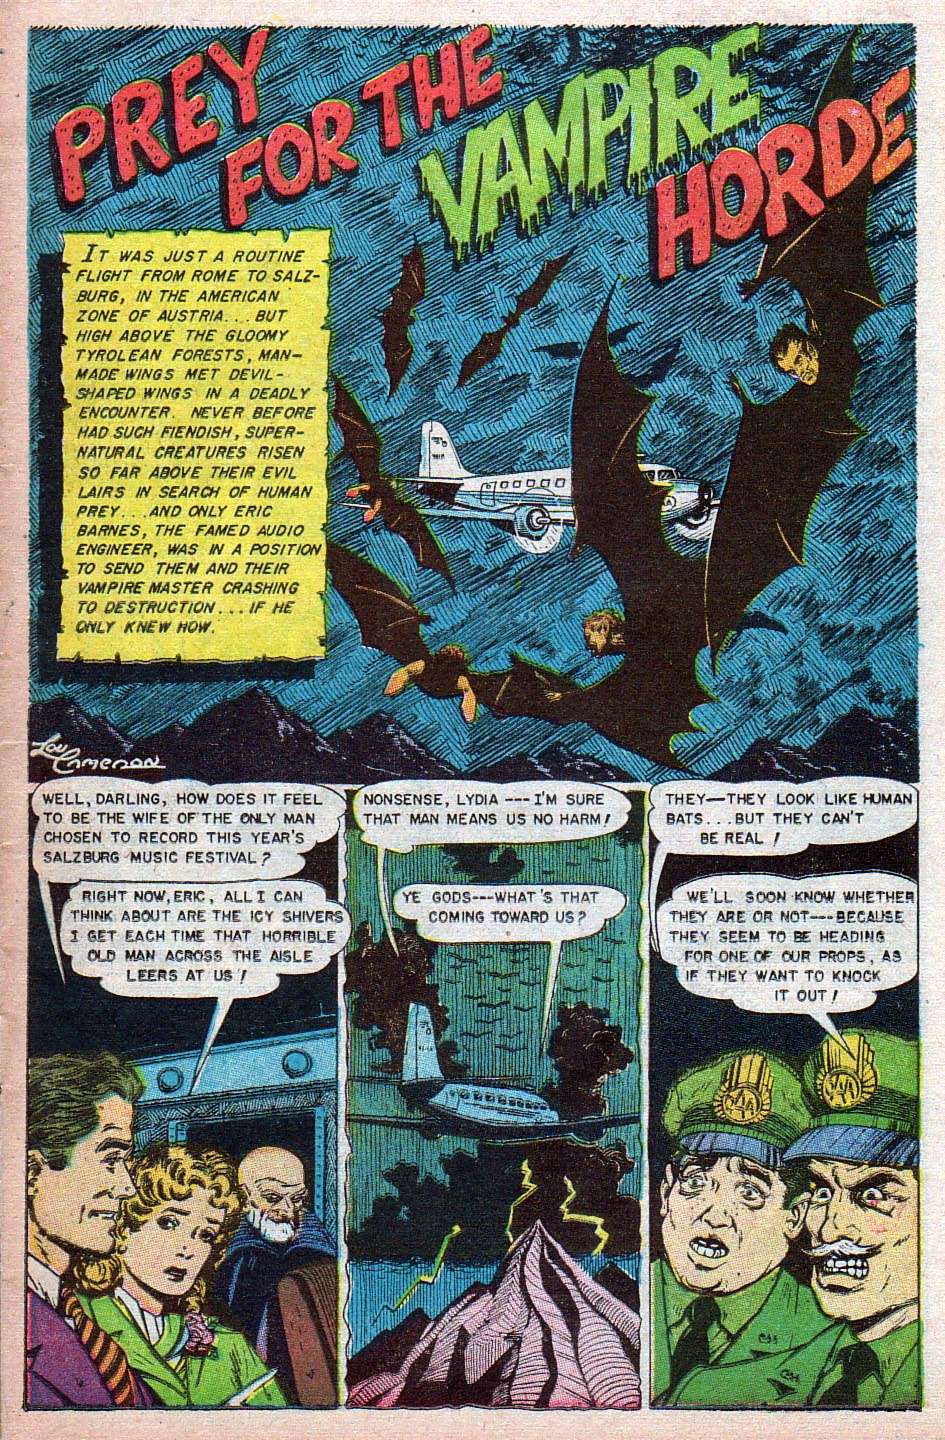 PREY
FOR THE
VAMPIRE
HORDE
IT WAS JUST A ROUTINE
FLIGHT FROM ROME TO SALZ-
BURG, IN THE AMERICAN
ZONE OF AUSTRIA...BUT
HIGH ABOVE THE GLOOMY
TYROLEAN FORESTS, MAN-
MADE WINGS MET DEVIL-
SHAPED WINGS IN A DEADLY
ENCOUNTER. NEVER BEFORE
HAD SUCH FIENDISH, SUPER-
NATURAL CREATURES RISEN
SO FAR ABOVE THEIR EVIL
LAIRS IN SEARCH OF HUMAN
PREY...AND ONLY ERIC
BARNES, THE FAMED AUDIO
ENGINEER, WAS IN A POSITION
TO SEND THEM AND THEIR
VAMPIRE MASTER CRASHING
TO DESTRUCTION...IF HE
ONLY KNEW HOW.
Lou
Cameron
WELL, DARLING, HOW DOES IT FEEL
TO BE THE WIFE OF THE ONLY MAN
CHOSEN TO RECORD THIS YEAR'S
SALZBURG MUSIC FESTIVAL?
RIGHT NOW, ERIC, ALL I CAN
THINK ABOUT ARE THE ICY SHIVERS
I GET EACH TIME THAT HORRIBLE
OLD MAN ACROSS THE AISLE
LEERS AT US!
NONSENSE, LYDIA---I'M SURE
THAT MAN MEANS US NO HARM!
YE GODS---WHAT'S THAT
COMING TOWARD US?
THEY--THEY LOOK LIKE HUMAN
BATS...BUT THEY CAN'T
BE REAL!
WE'LL SOON KNOW WHETHER
THEY ARE OR NOT---BECAUSE
THEY SEEM TO BE HEADING
FOR ONE OF OUR PROPS, AS
IF THEY WANT TO KNOCK
IT OUT!